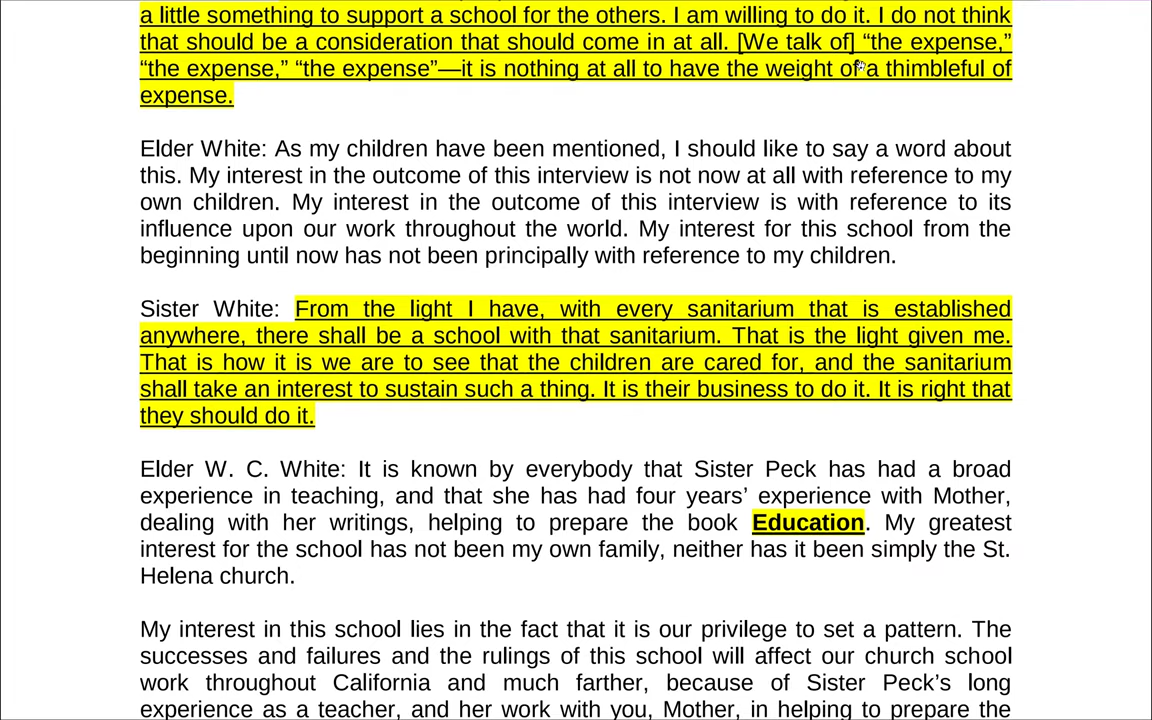 a little something to support a school for the others. I am willing to do it. I do not think
that should be a consideration that should come in at all. [We talk of] “the expense,”
“the expense,” “the expense”—it is nothing at all to have the weight of a thimbleful of
expense.
Elder White: As my children have been mentioned, I should like to say a word about
this. My interest in the outcome of this interview is not now at all with reference to my
own children. My interest in the outcome of this interview is with reference to its
influence upon our work throughout the world. My interest for this school from the
beginning until now has not been principally with reference to my children.
Sister White: From the light I have, with every sanitarium that is established
anywhere, there shall be a school with that sanitarium. That is the light given me.
That is how it is we are to see that the children are cared for, and the sanitarium
shall take an interest to sustain such a thing. It is their business to do it. It is right that
they should do it.
Elder W. C. White: It is known by everybody that Sister Peck has had a broad
experience in teaching, and that she has had four years’ experience with Mother,
dealing with her writings, helping to prepare the book Education. My greatest
interest for the school has not been my own family, neither has it been simply the St.
Helena church.
My interest in this school lies in the fact that it is our privilege to set a pattern. The
successes and failures and the rulings of this school will affect our church school
work throughout California and much farther, because of Sister Peck’s long
experience as a teacher, and her work with you, Mother, in helping to prepare the